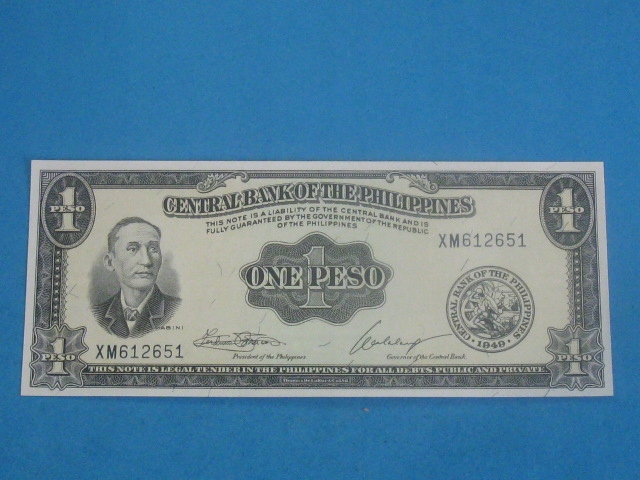 1
PESO
1
PESO
CENTRAL BANK OF THE PHILIPPINES
THIS NOTE IS A LIABILITY OF THE CENTRAL BANK AND IS
FULLY GUARANTEED BY THE GOVERNMENT OF THE REPUBLIC
OF THE PHILIPPINES
XM612651
1
ONE PESO
CENTRAL BANK OF THE PHILIPPINES
1949
MABINI
XM612651
President of the Philippines
Governor of the Central Bank
1
PESO
1
PESO
THIS NOTE IS LEGAL TENDER IN THE PHILIPPINES FOR ALL DEBTS, PUBLIC AND PRIVATE